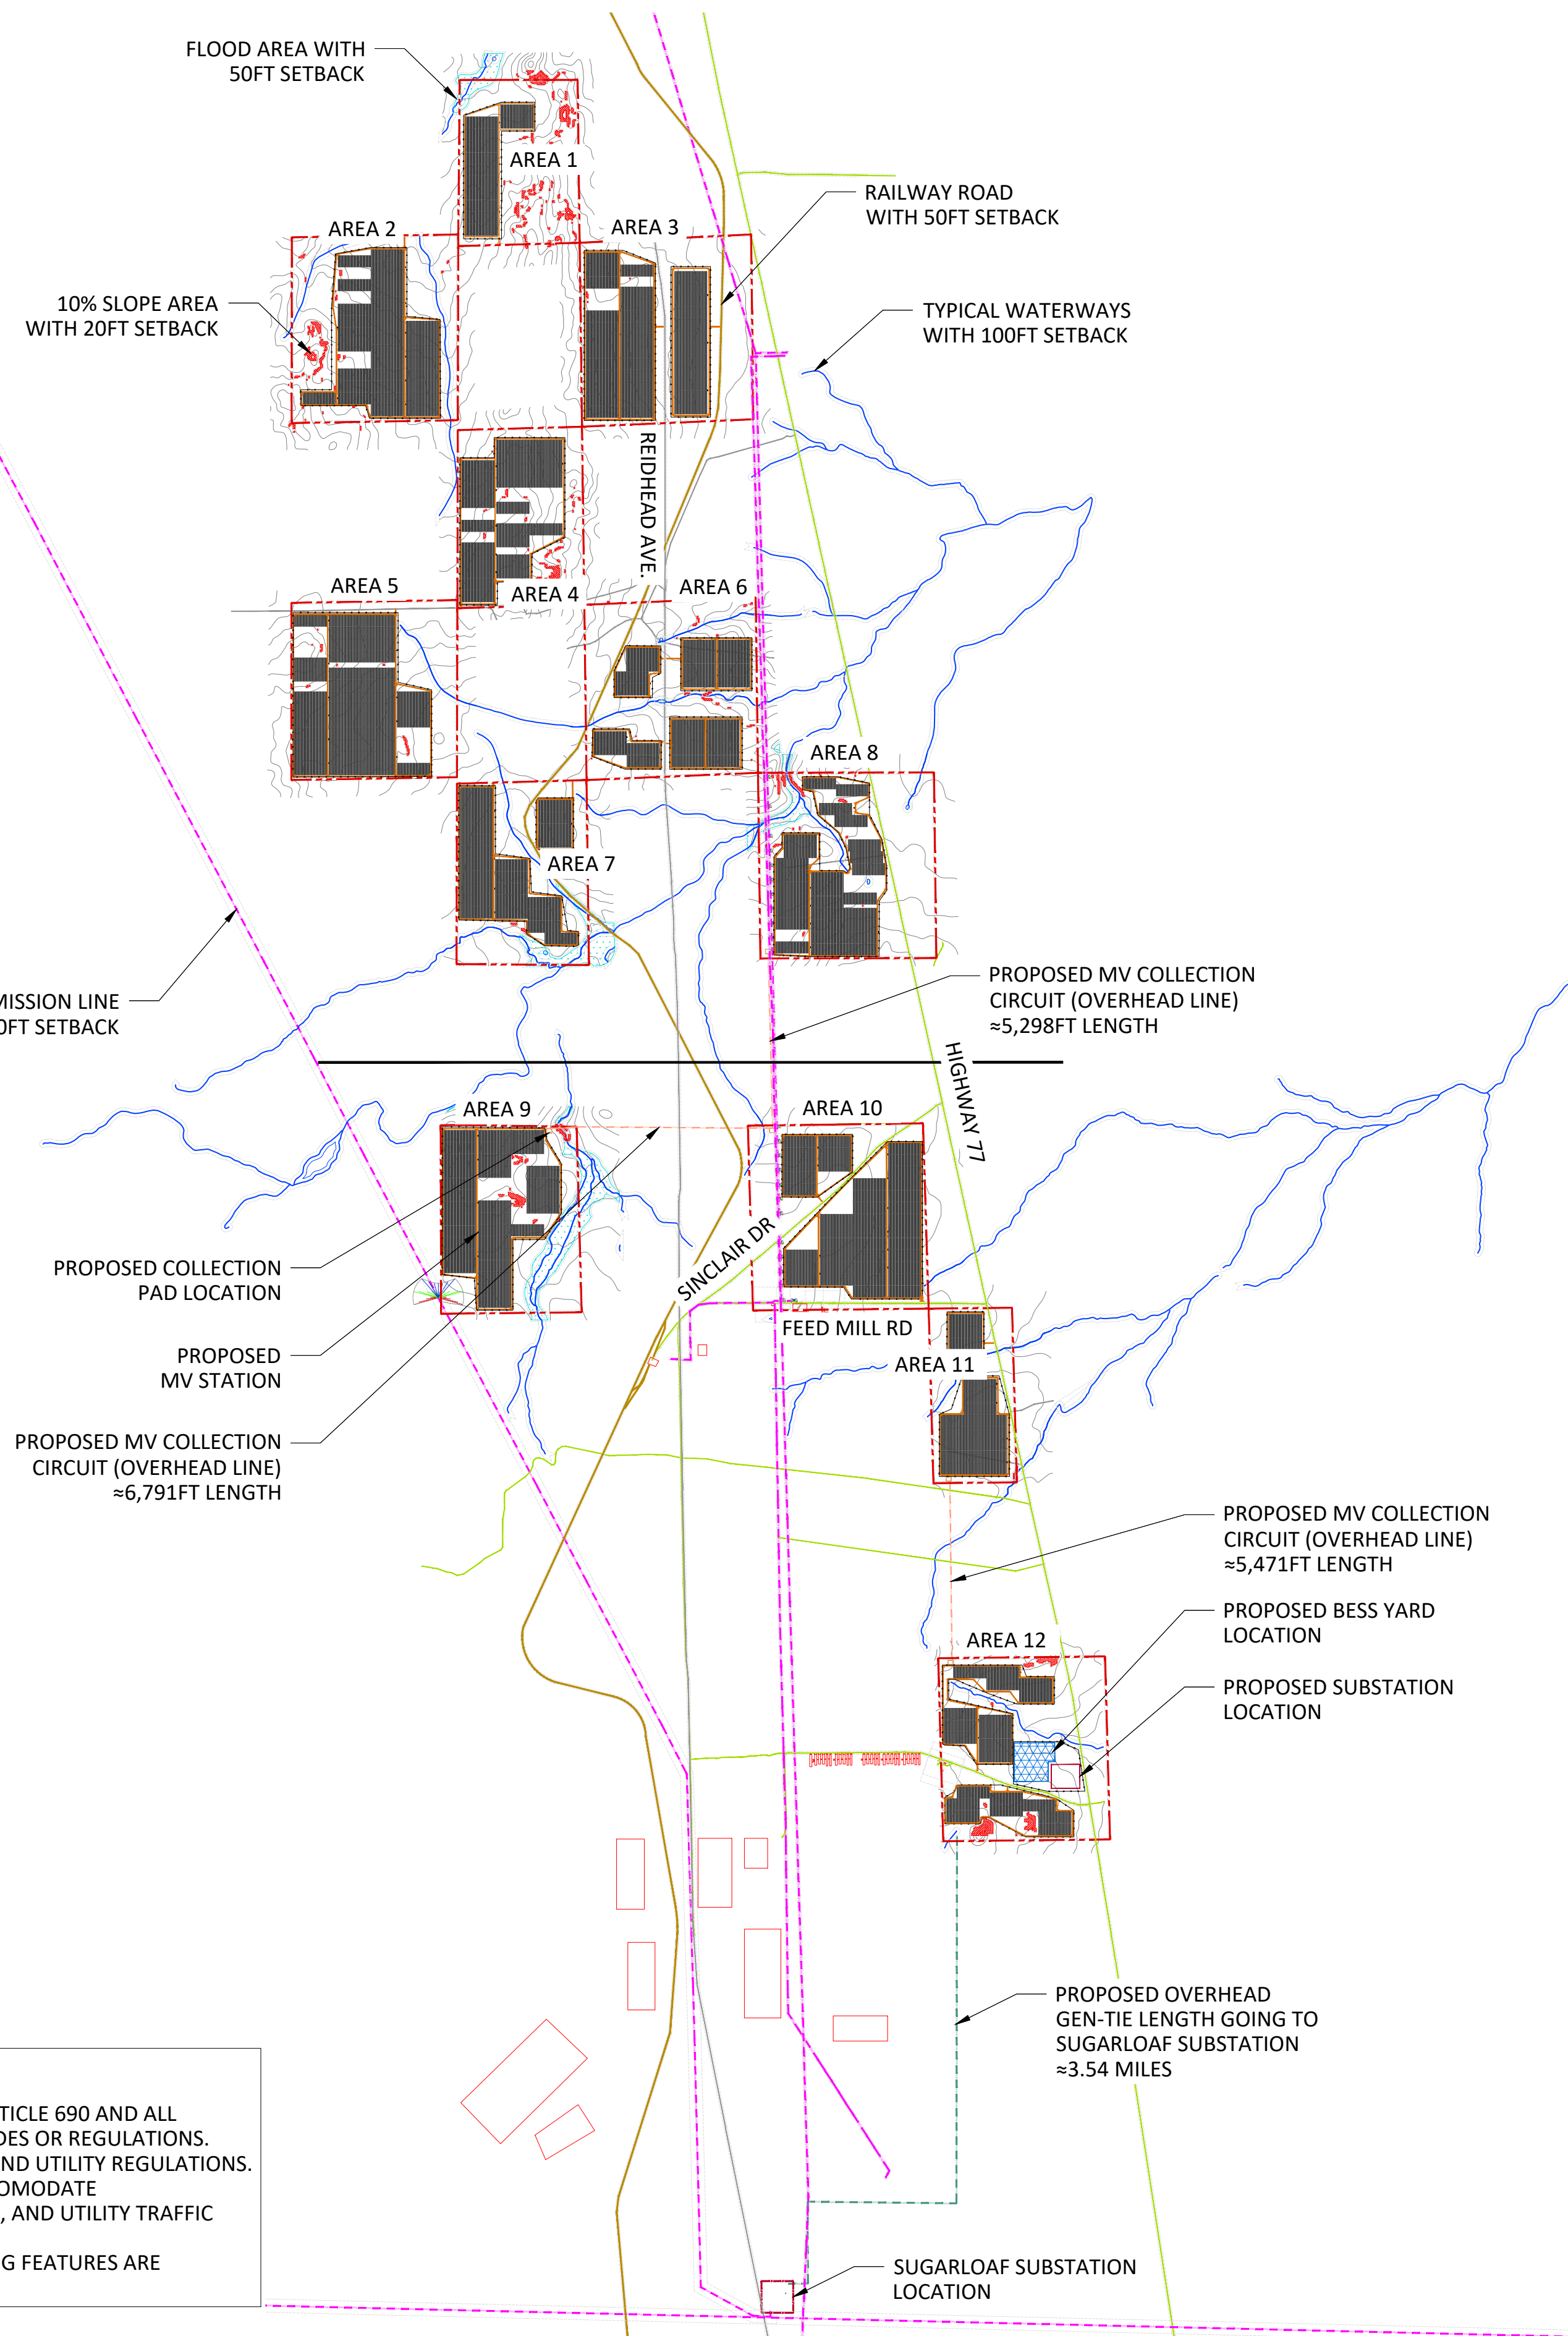 FLOOD AREA WITH
50FT SETBACK
AREA 1
RAILWAY ROAD
WITH 50FT SETBACK
AREA 2
AREA 3
10% SLOPE AREA
WITH 20FT SETBACK
TYPICAL WATERWAYS
WITH 100FT SETBACK
REIDHEAD AVE.
AREA 5
AREA 4
AREA 6
AREA 8
AREA 7
MISSION LINE
0FT SETBACK
PROPOSED MV COLLECTION
CIRCUIT (OVERHEAD LINE)
≈5,298FT LENGTH
HIGHWAY 77
AREA 9
AREA 10
SINCLAIR DR
PROPOSED COLLECTION
PAD LOCATION
FEED MILL RD
PROPOSED
MV STATION
AREA 11
PROPOSED MV COLLECTION
CIRCUIT (OVERHEAD LINE)
≈6,791FT LENGTH
PROPOSED MV COLLECTION
CIRCUIT (OVERHEAD LINE)
≈5,471FT LENGTH
PROPOSED BESS YARD
LOCATION
AREA 12
PROPOSED SUBSTATION
LOCATION
PROPOSED OVERHEAD
GEN-TIE LENGTH GOING TO
SUGARLOAF SUBSTATION
≈3.54 MILES
TICLE 690 AND ALL
DES OR REGULATIONS.
ND UTILITY REGULATIONS.
OMODATE
, AND UTILITY TRAFFIC
G FEATURES ARE
SUGARLOAF SUBSTATION
LOCATION